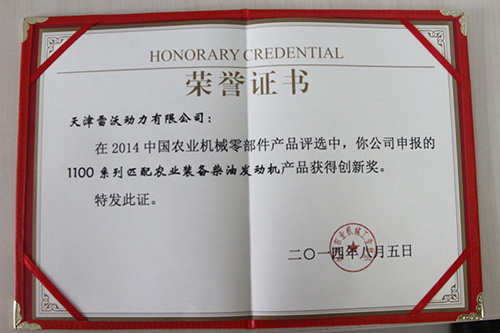 HONORARY CREDENTIAL
荣誉证书
天津雷沃动力有限公司：
在2014中国农业机械零部件产品评选中，你公司申报的
1100系列匹配农业装备柴油发动机产品获得创新奖。
特发此证。
二〇一四年八月五日